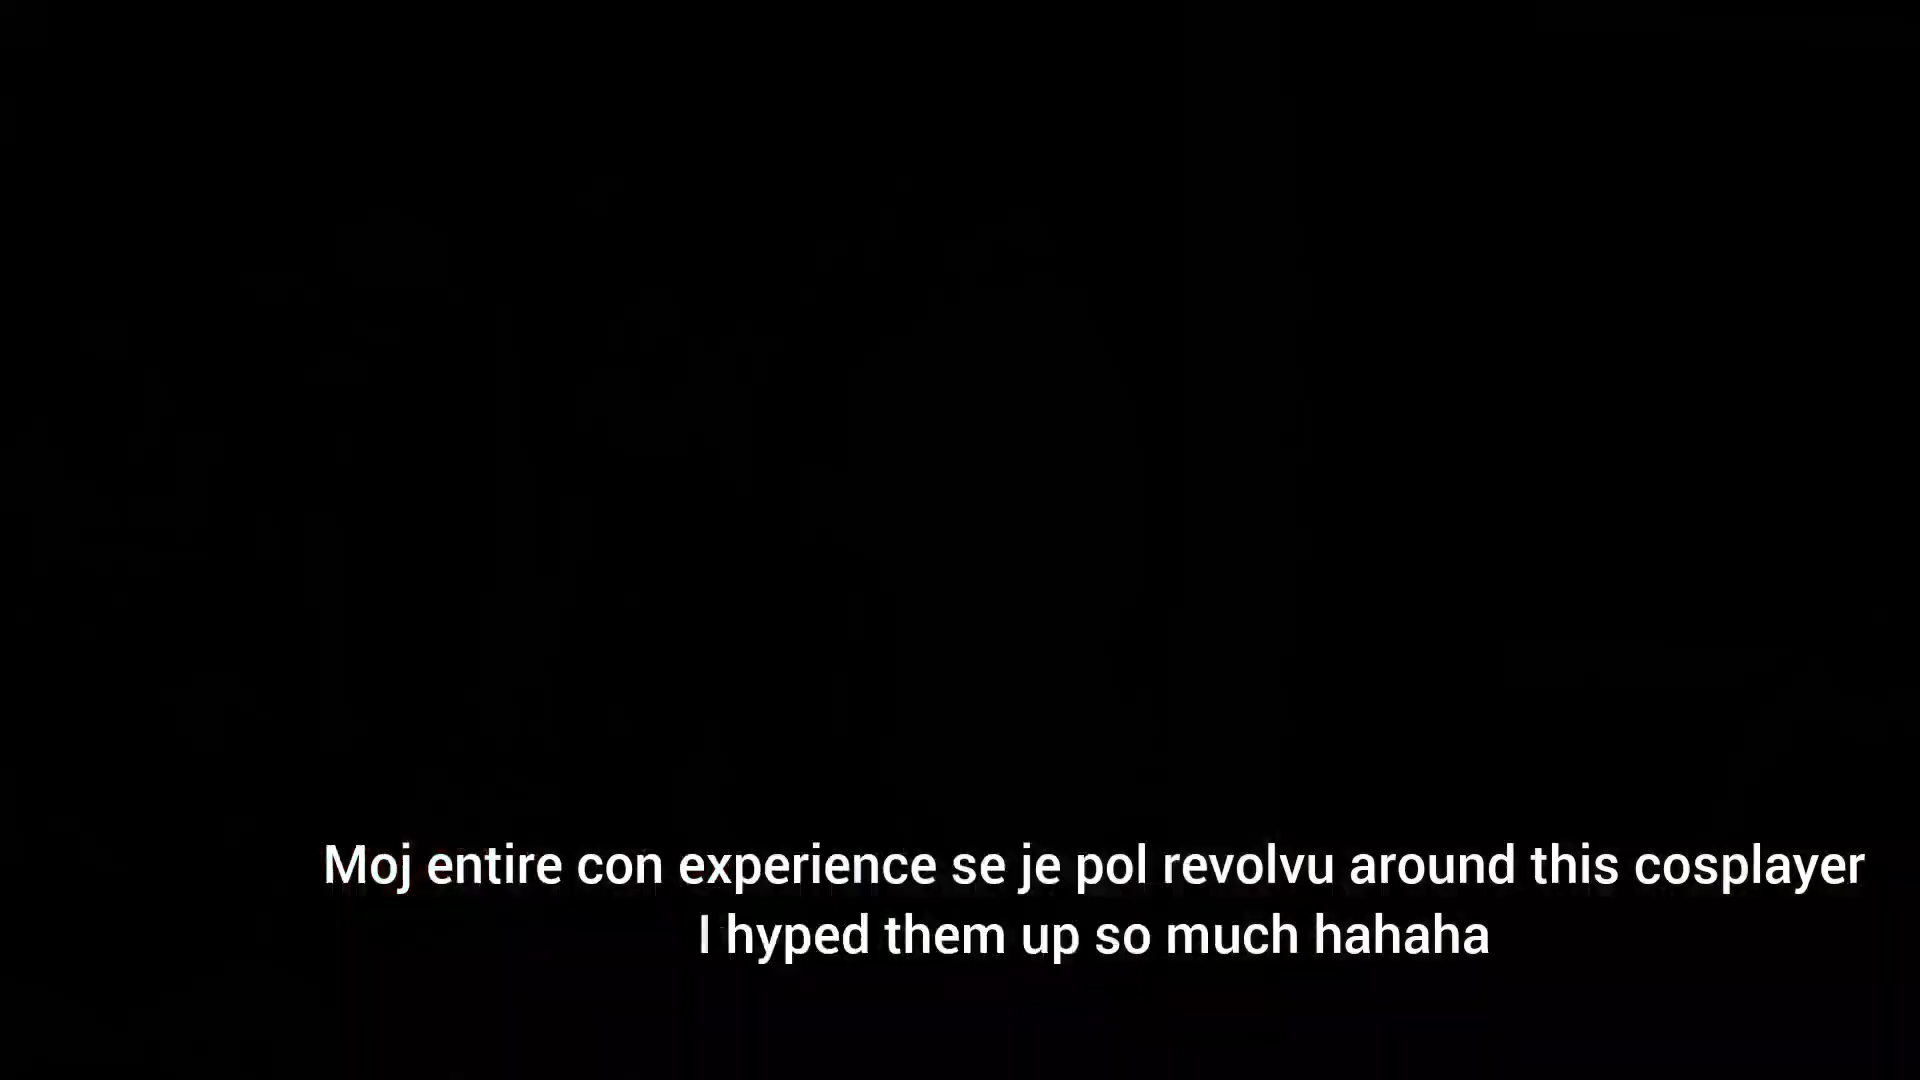 Moj entire con experience se je pol revolvu around this cosplayer
I hyped them up so much hahaha